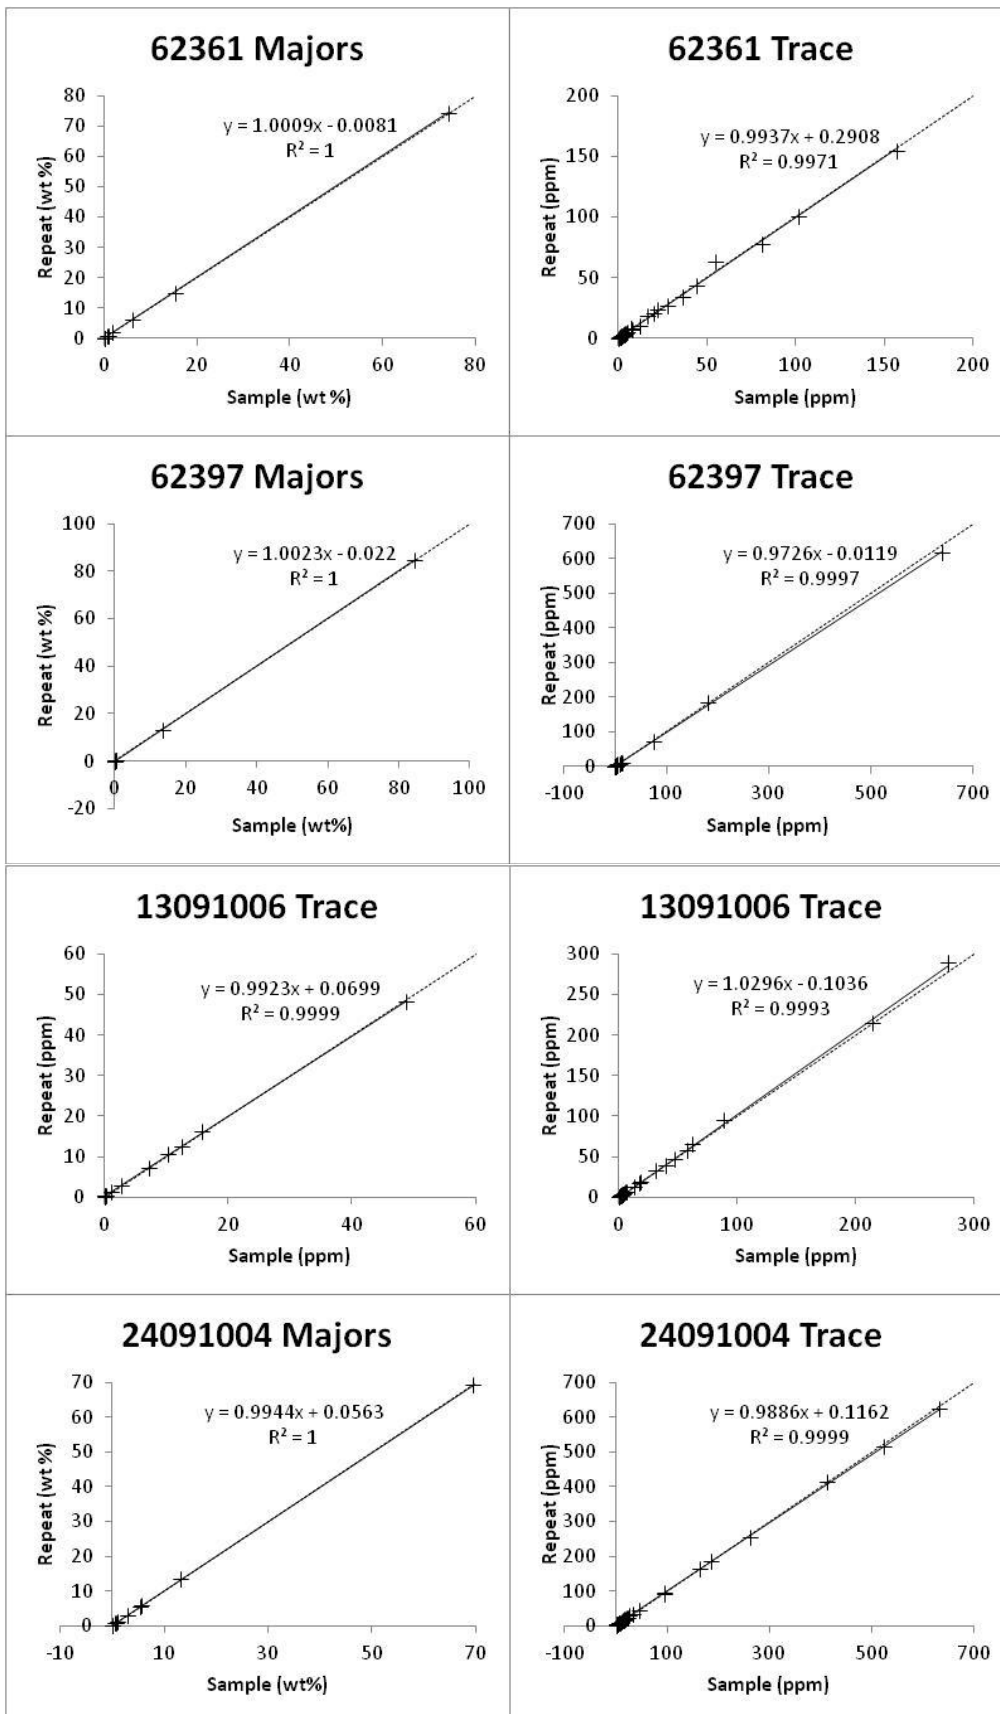 62361 Majors
80
70
60
50
40
30
20
10
0
y = 1.0009x - 0.0081
R² = 1
0 20 40 60 80
Repeat (wt %)
Sample (wt %)
62361 Trace
200
150
100
50
0
y = 0.9937x + 0.2908
R² = 0.9971
0 50 100 150 200
Repeat (ppm)
Sample (ppm)
62397 Majors
100
80
60
40
20
0
-20
y = 1.0023x - 0.022
R² = 1
0 20 40 60 80 100
Repeat (wt %)
Sample (wt%)
62397 Trace
700
600
500
400
300
200
100
0
y = 0.9726x - 0.0119
R² = 0.9997
-100 100 300 500 700
Repeat (ppm)
Sample (ppm)
13091006 Trace
60
50
40
30
20
10
0
y = 0.9923x + 0.0699
R² = 0.9999
0 20 40 60
Repeat (ppm)
Sample (ppm)
13091006 Trace
300
250
200
150
100
50
0
y = 1.0296x - 0.1036
R² = 0.9993
0 100 200 300
Repeat (ppm)
Sample (ppm)
24091004 Majors
70
60
50
40
30
20
10
0
y = 0.9944x + 0.0563
R² = 1
-10 10 30 50 70
Repeat (wt %)
Sample (wt%)
24091004 Trace
700
600
500
400
300
200
100
0
y = 0.9886x + 0.1162
R² = 0.9999
-100 100 300 500 700
Repeat (ppm)
Sample (ppm)